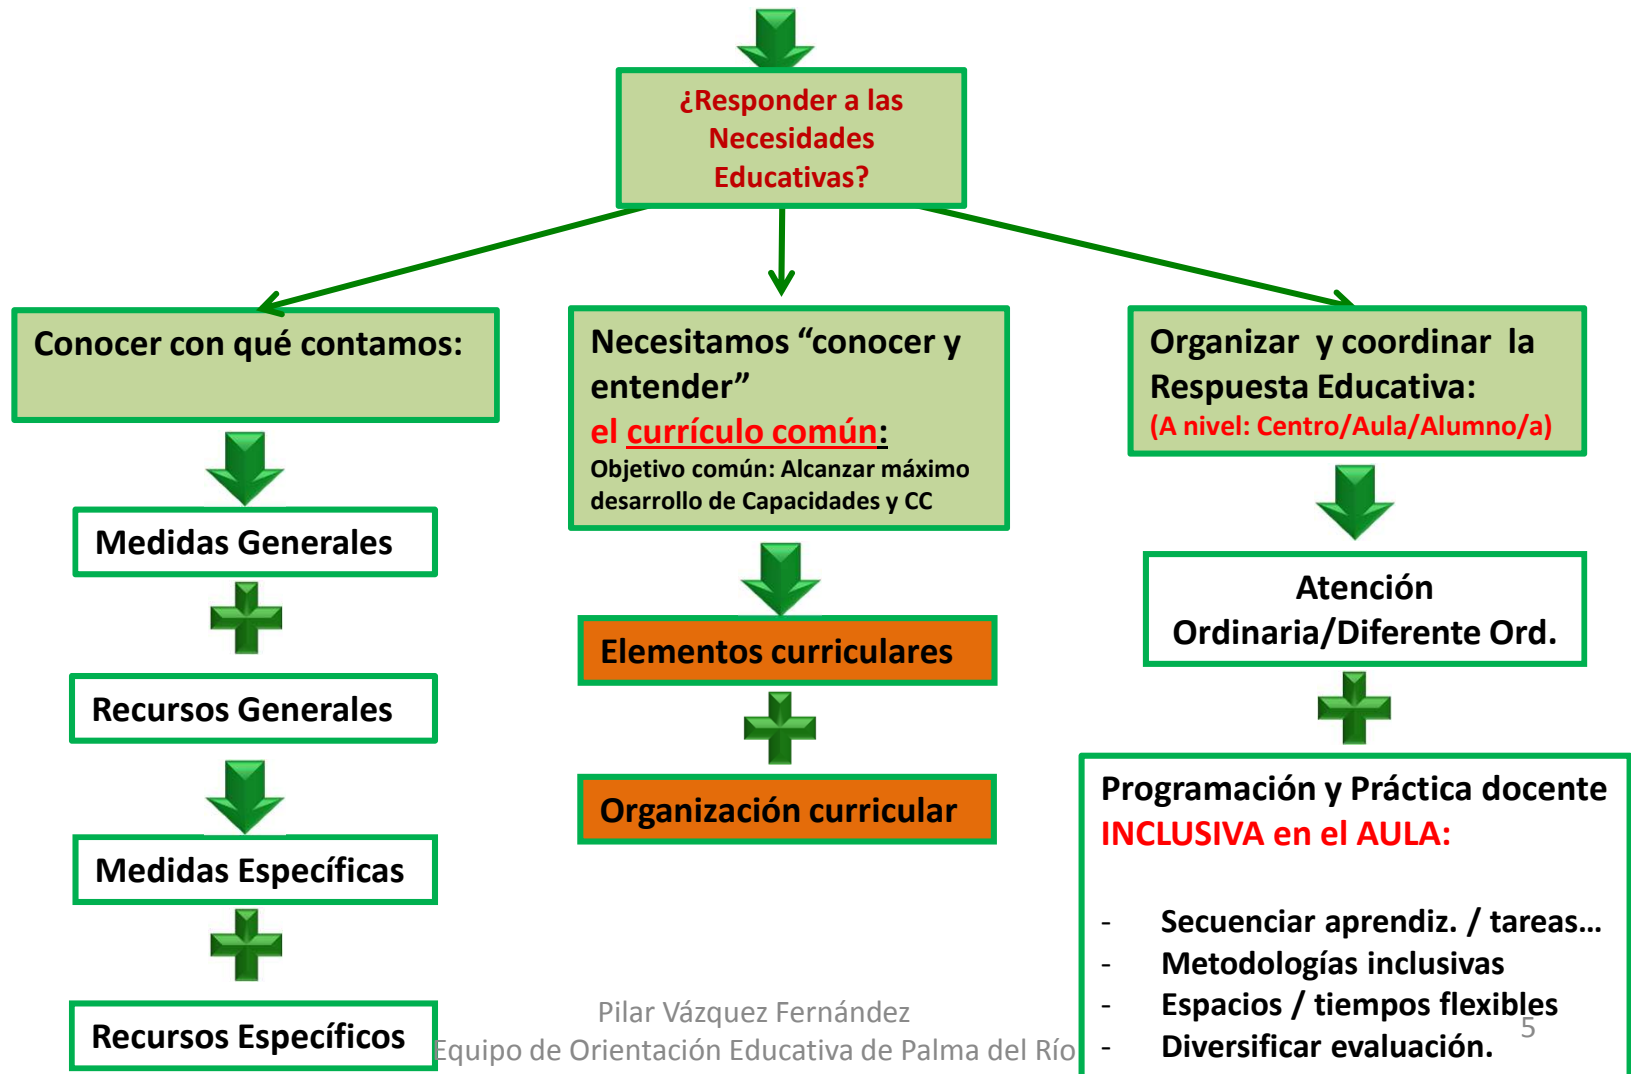 ¿Responder a las
Necesidades
Educativas?
Conocer con qué contamos:
Medidas Generales
Recursos Generales
Medidas Específicas
Recursos Específicos
Necesitamos “conocer y
entender”
el currículo común:
Objetivo común: Alcanzar máximo
desarrollo de Capacidades y CC
Elementos curriculares
Organización curricular
Organizar y coordinar la
Respuesta Educativa:
(A nivel: Centro/Aula/Alumno/a)
Atención
Ordinaria/Diferente Ord.
Programación y Práctica docente
INCLUSIVA en el AULA:
- Secuenciar aprendiz. / tareas...
- Metodologías inclusivas
- Espacios / tiempos flexibles
- Diversificar evaluación.
Pilar Vázquez Fernández
Equipo de Orientación Educativa de Palma del Río
5